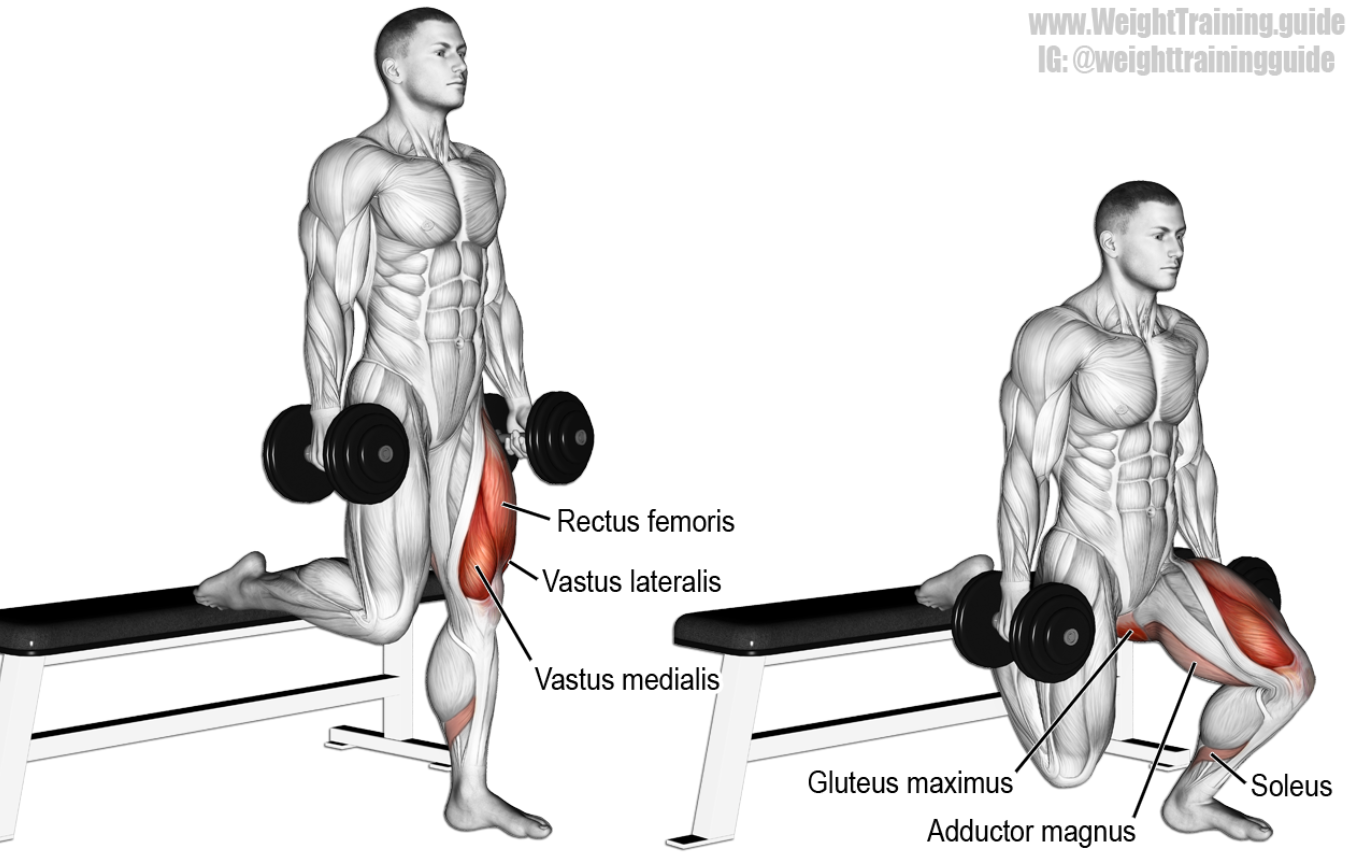 www.WeightTraining.guide
IG: @weighttrainingguide
Rectus femoris
Vastus lateralis
Vastus medialis
Gluteus maximus
Adductor magnus
Soleus